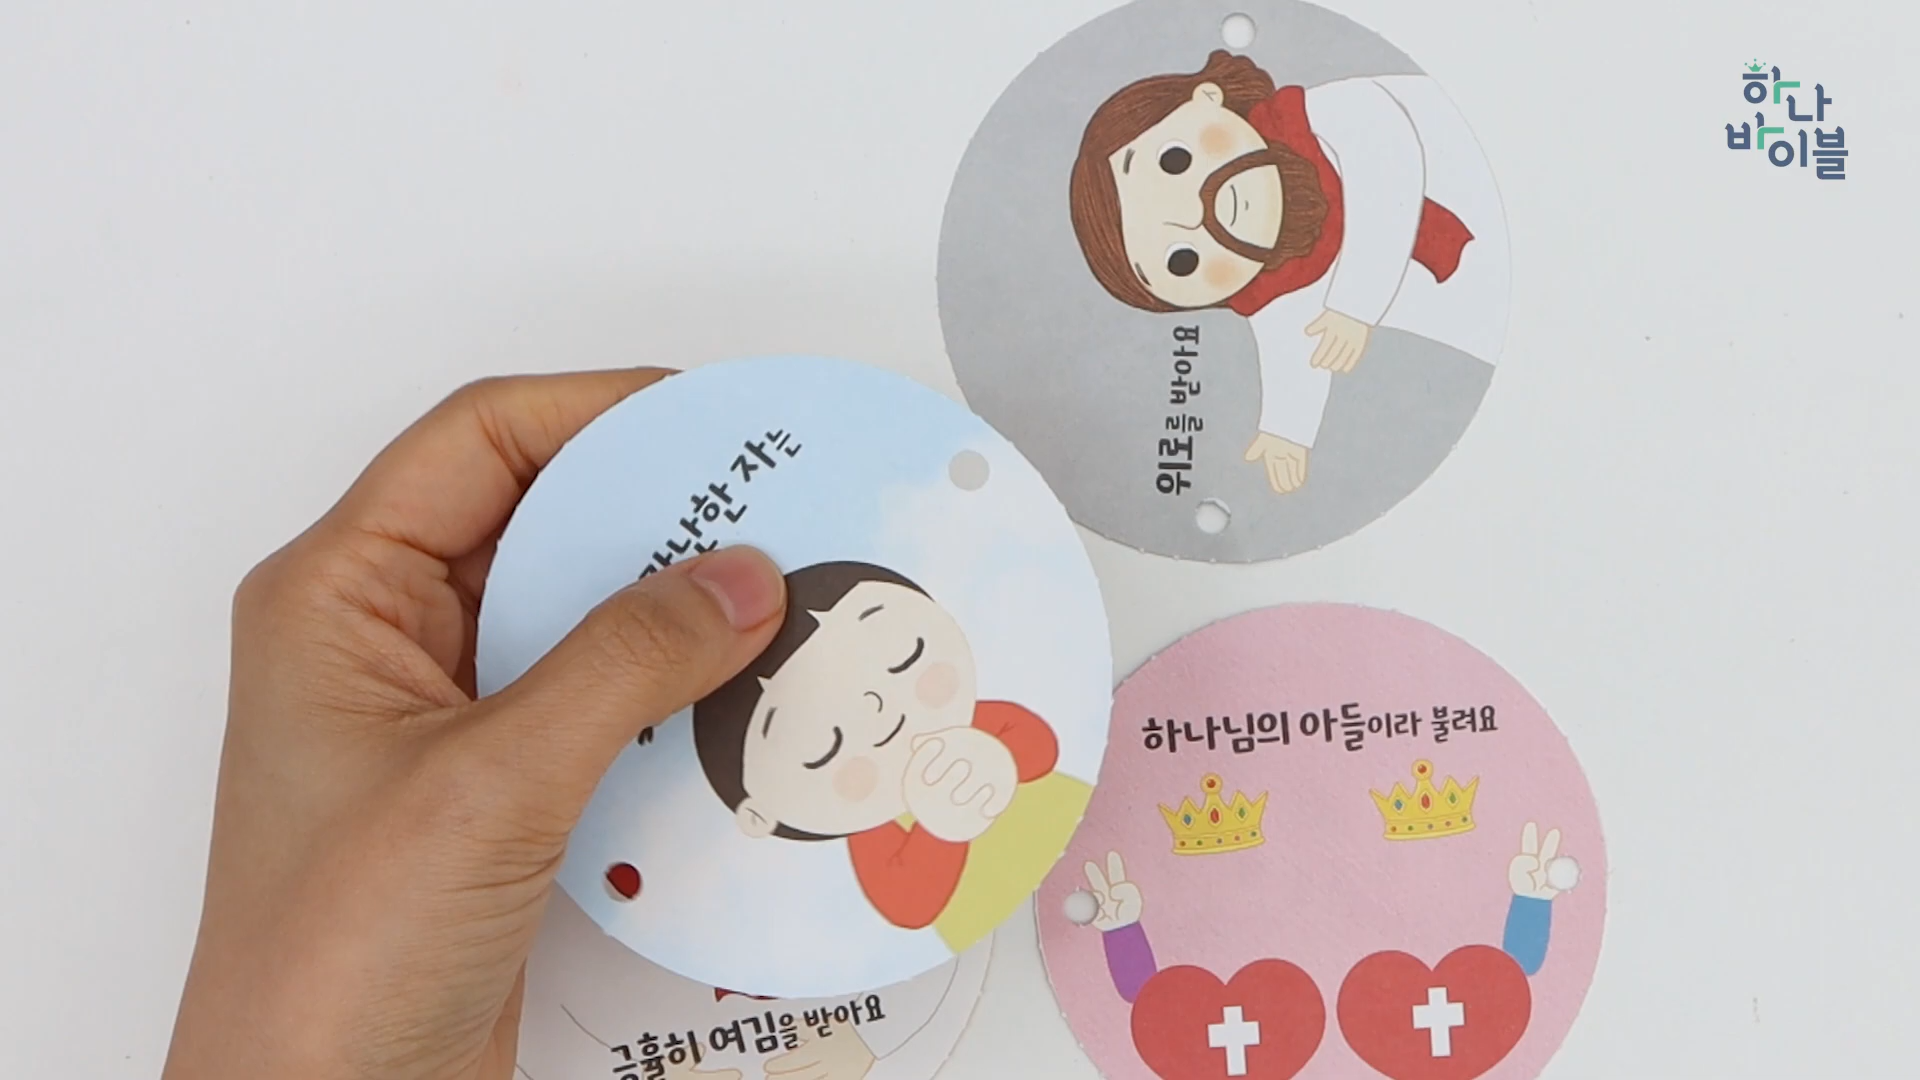 하나
바이블
위로를 받아요
가난한 자는
하나님의 아들이라 불려요
긍휼히 여김을 받아요